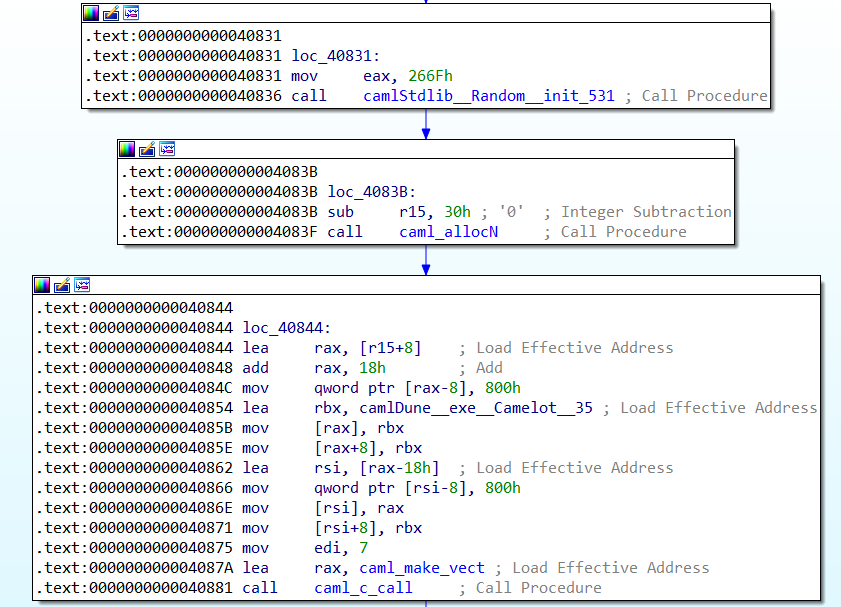 .text:0000000000040831
.text:0000000000040831 loc_40831:
.text:0000000000040831 mov     eax, 266Fh
.text:0000000000040836 call    camlStdlib__Random__init_531 ; Call Procedure
.text:000000000004083B
.text:000000000004083B loc_4083B:
.text:000000000004083B sub     r15, 30h ; '0'  ; Integer Subtraction
.text:000000000004083F call    caml_allocN     ; Call Procedure
.text:0000000000040844
.text:0000000000040844 loc_40844:
.text:0000000000040844 lea     rax, [r15+8]    ; Load Effective Address
.text:0000000000040848 add     rax, 18h        ; Add
.text:000000000004084C mov     qword ptr [rax-8], 800h
.text:0000000000040854 lea     rbx, camlDune__exe__Camelot__35 ; Load Effective Address
.text:000000000004085B mov     [rax], rbx
.text:000000000004085E mov     [rax+8], rbx
.text:0000000000040862 lea     rsi, [rax-18h]  ; Load Effective Address
.text:0000000000040866 mov     qword ptr [rsi-8], 800h
.text:000000000004086E mov     [rsi], rax
.text:0000000000040871 mov     [rsi+8], rbx
.text:0000000000040875 mov     edi, 7
.text:000000000004087A lea     rax, caml_make_vect ; Load Effective Address
.text:0000000000040881 call    caml_c_call     ; Call Procedure